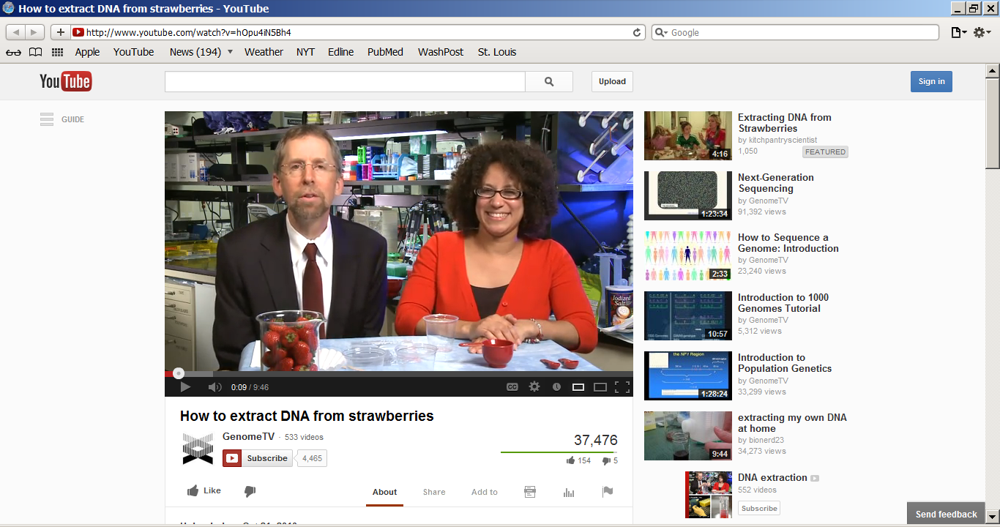 How to extract DNA from strawberries - YouTube
http://www.youtube.com/watch?v=hOpu4iN5Bh4
Google
Apple YouTube News (194) Weather NYT Edline PubMed WashPost St. Louis
YouTube
Upload
Sign in
GUIDE
Iodized
Salt
0:09 / 9:46
CC
How to extract DNA from strawberries
GenomeTV · 533 videos
Subscribe 4,465
37,476
154 5
Like
About Share Add to
Extracting DNA from
Strawberries
by kitchpantryscientist
1,050 FEATURED
4:16
Next-Generation
Sequencing
by GenomeTV
91,392 views
1:23:34
How to Sequence a
Genome: Introduction
by GenomeTV
23,240 views
2:33
Introduction to 1000
Genomes Tutorial
by GenomeTV
5,312 views
10:57
Introduction to
Population Genetics
by GenomeTV
33,299 views
the NF1 Region
1:28:24
extracting my own DNA
at home
by bionerd23
34,273 views
9:44
DNA extraction
552 videos
Subscribe
Send feedback